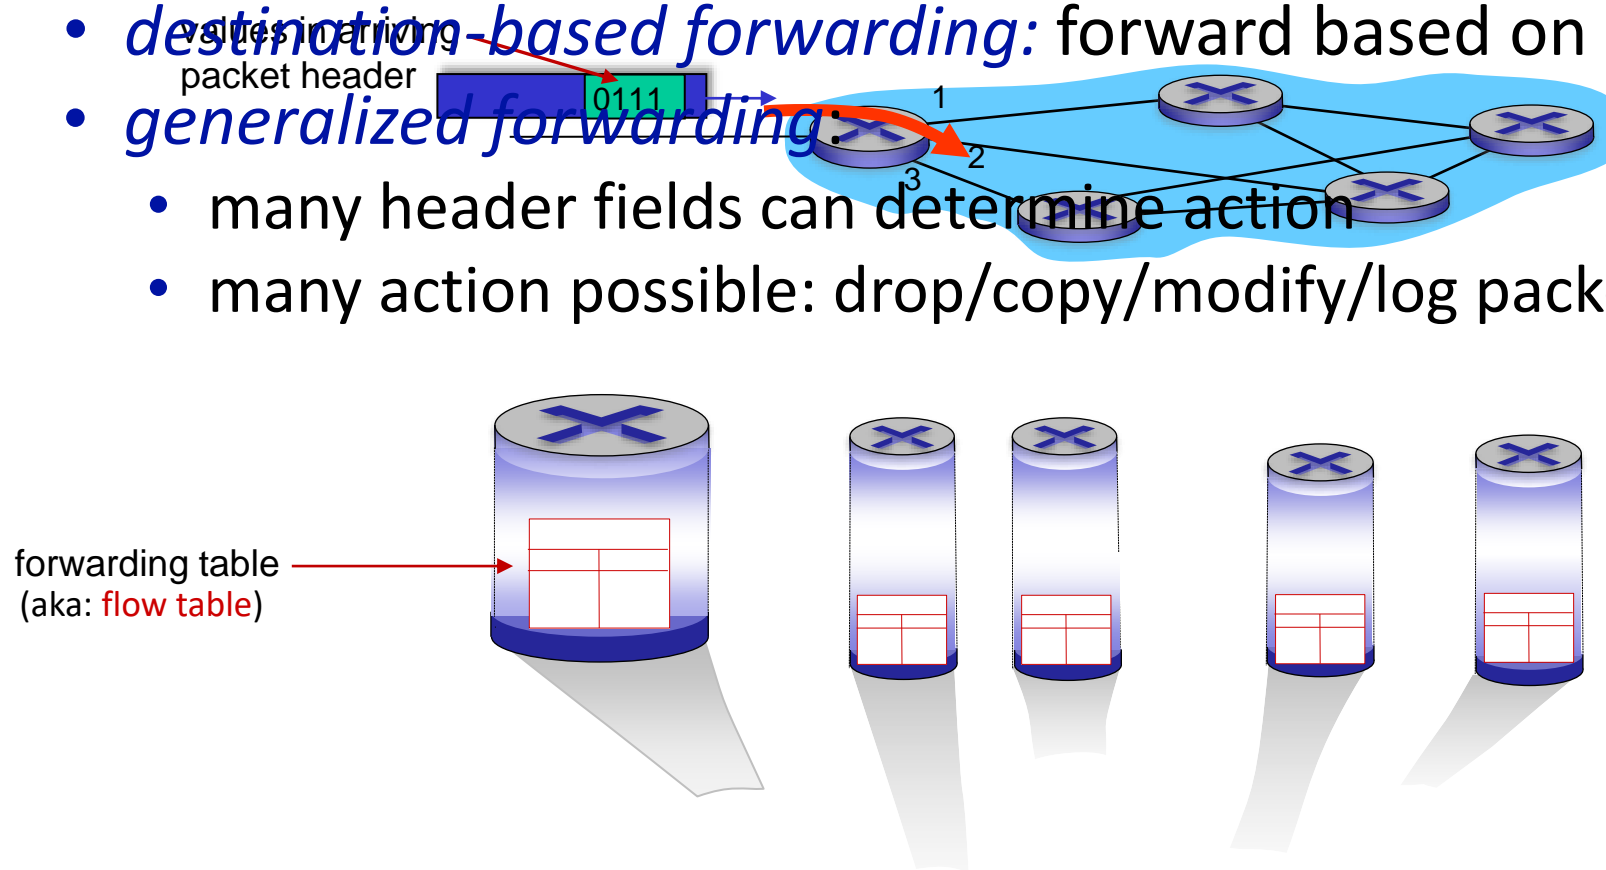 • destination-based forwarding: forward based on
values in arriving
packet header
0111
• generalized forwarding:
1
2
3
• many header fields can determine action
• many action possible: drop/copy/modify/log pack
forwarding table
(aka: flow table)